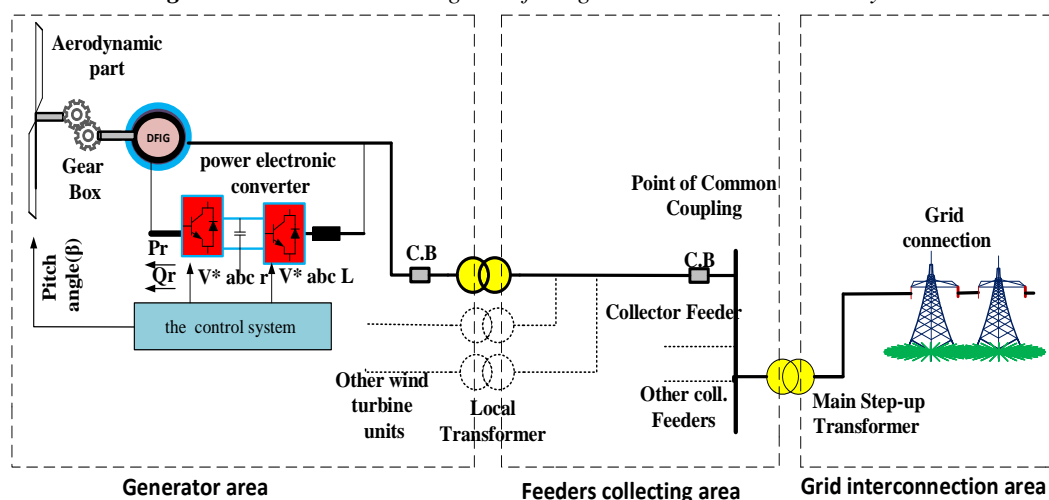 Aerodynamic
part
DFIG
Gear
Box
power electronic
converter
Pr
Qr
V* abc r
V* abc L
Pitch
angle(β)
the control system
C.B
Other wind
turbine
units
Local
Transformer
Point of Common
Coupling
C.B
Collector Feeder
Other coll.
Feeders
Main Step-up
Transformer
Grid
connection
Generator area
Feeders collecting area
Grid interconnection area